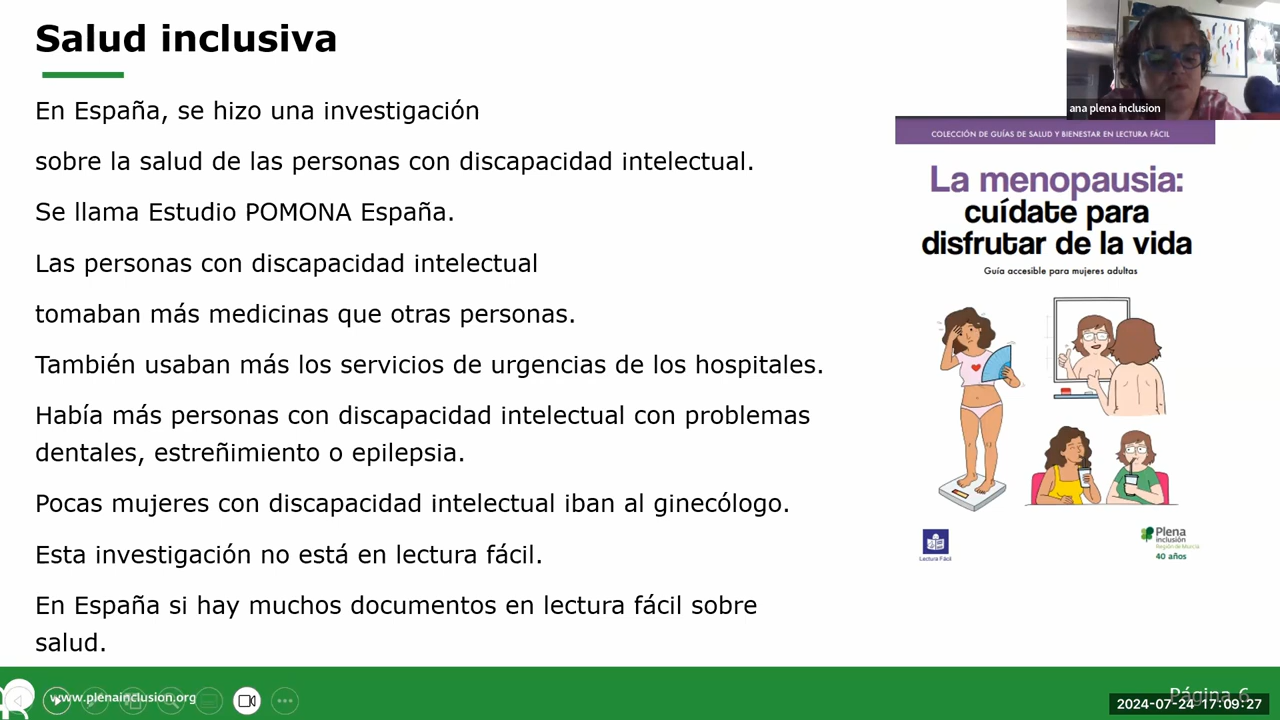 Salud inclusiva
En España, se hizo una investigación
sobre la salud de las personas con discapacidad intelectual.
Se llama Estudio POMONA España.
Las personas con discapacidad intelectual
tomaban más medicinas que otras personas.
También usaban más los servicios de urgencias de los hospitales.
Había más personas con discapacidad intelectual con problemas
dentales, estreñimiento o epilepsia.
Pocas mujeres con discapacidad intelectual iban al ginecólogo.
Esta investigación no está en lectura fácil.
En España si hay muchos documentos en lectura fácil sobre
salud.
ana plena inclusion
COLECCIÓN DE GUÍAS DE SALUD Y BIENESTAR EN LECTURA FÁCIL
La menopausia:
cuídate para
disfrutar de la vida
Guía accesible para mujeres adultas
Lectura Fácil
Plena
inclusión
Región de Murcia
40 años
www.plenainclusion.org
Página 6
2024-07-24 17:09:27